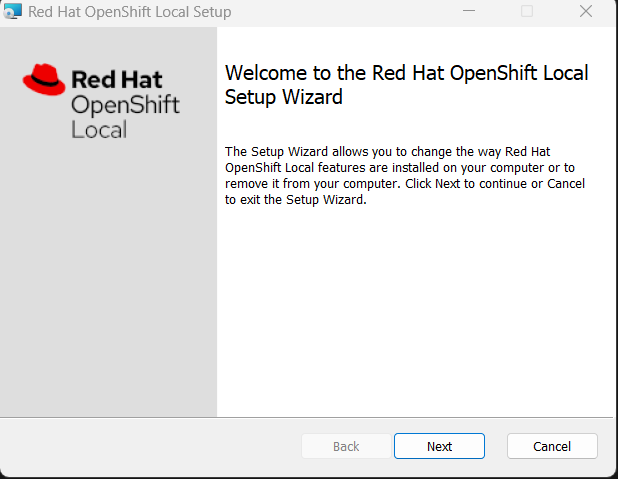 Red Hat OpenShift Local Setup
Red Hat
OpenShift
Local
Welcome to the Red Hat OpenShift Local
Setup Wizard
The Setup Wizard allows you to change the way Red Hat
OpenShift Local features are installed on your computer or to
remove it from your computer. Click Next to continue or Cancel
to exit the Setup Wizard.
Back
Next
Cancel